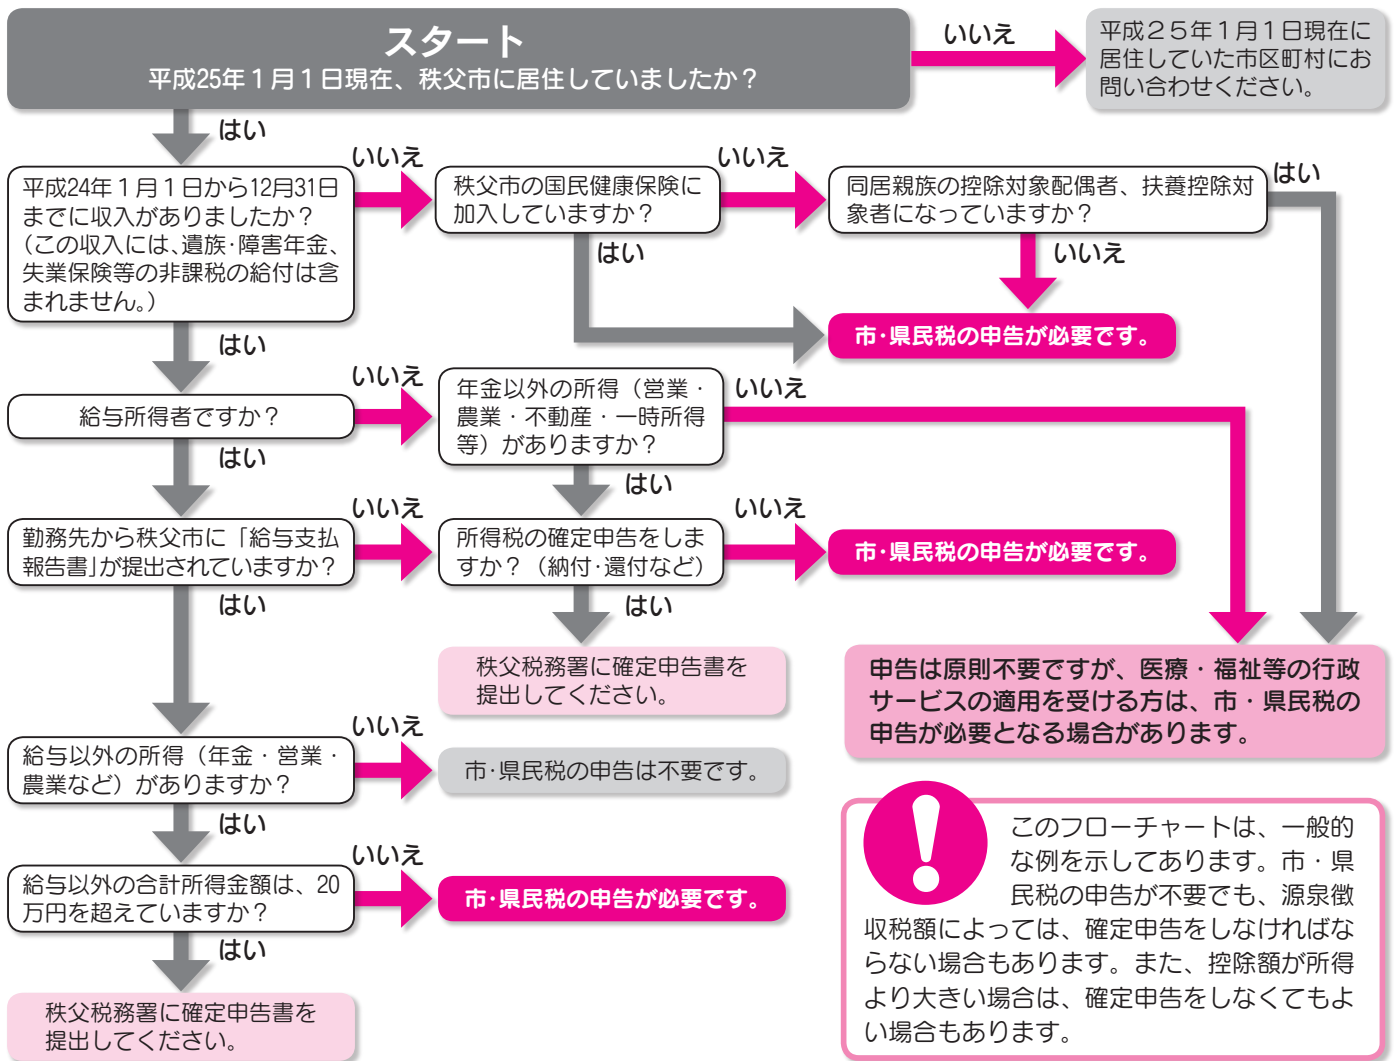 スタート
平成25年1月1日現在、秩父市に居住していましたか？
いいえ
平成２５年１月１日現在に
居住していた市区町村にお
問い合わせください。
はい
平成24年１月１日から12月31日
までに収入がありましたか？
（この収入には、遺族・障害年金、
失業保険等の非課税の給付は含
まれません。）
いいえ
秩父市の国民健康保険に
加入していますか？
いいえ
同居親族の控除対象配偶者、扶養控除対
象者になっていますか？
はい
はい
いいえ
市・県民税の申告が必要です。
はい
給与所得者ですか？
いいえ
年金以外の所得（営業・
農業・不動産・一時所得
等）がありますか？
いいえ
はい
はい
勤務先から秩父市に「給与支払
報告書」が提出されていますか？
いいえ
所得税の確定申告をしま
すか？（納付・還付など）
いいえ
市・県民税の申告が必要です。
はい
はい
秩父税務署に確定申告書を
提出してください。
申告は原則不要ですが、医療・福祉等の行政
サービスの適用を受ける方は、市・県民税の
申告が必要となる場合があります。
給与以外の所得（年金・営業・
農業など）がありますか？
いいえ
市・県民税の申告は不要です。
はい
給与以外の合計所得金額は、20
万円を超えていますか？
いいえ
市・県民税の申告が必要です。
はい
秩父税務署に確定申告書を
提出してください。
！
このフローチャートは、一般的
な例を示してあります。市・県
民税の申告が不要でも、源泉徴
収税額によっては、確定申告をしなければな
らない場合もあります。また、控除額が所得
より大きい場合は、確定申告をしなくてもよ
い場合もあります。